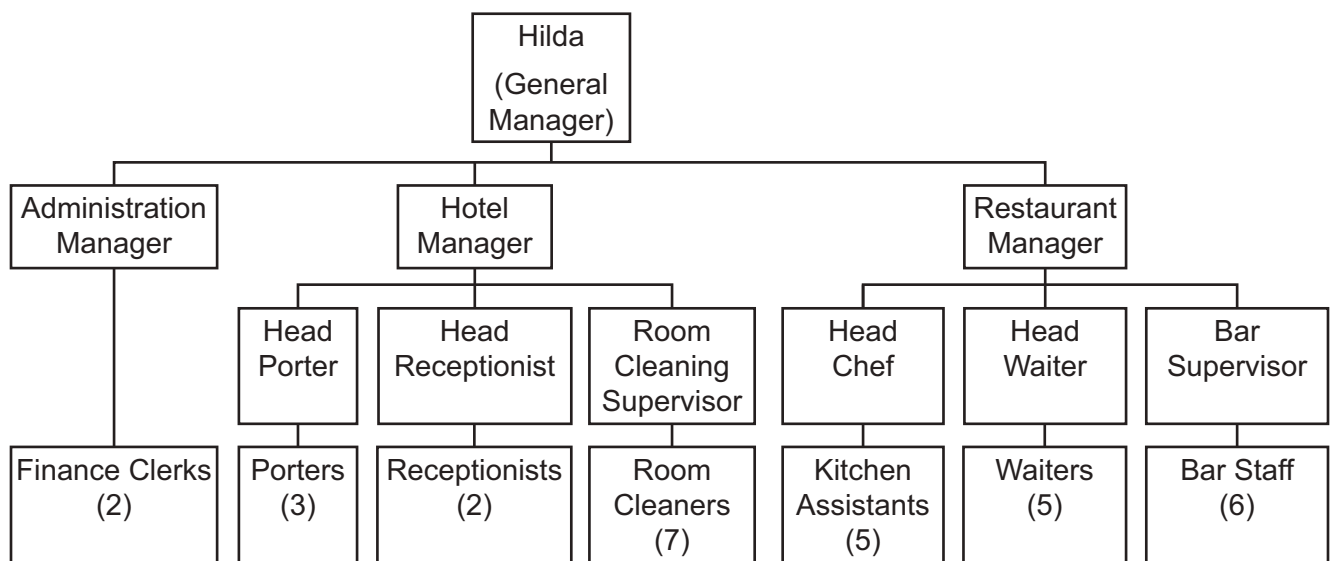 Hilda
(General
Manager)
Administration
Manager
Hotel
Manager
Restaurant
Manager
Head
Porter
Head
Receptionist
Room
Cleaning
Supervisor
Head
Chef
Head
Waiter
Bar
Supervisor
Finance Clerks
(2)
Porters
(3)
Receptionists
(2)
Room
Cleaners
(7)
Kitchen
Assistants
(5)
Waiters
(5)
Bar Staff
(6)